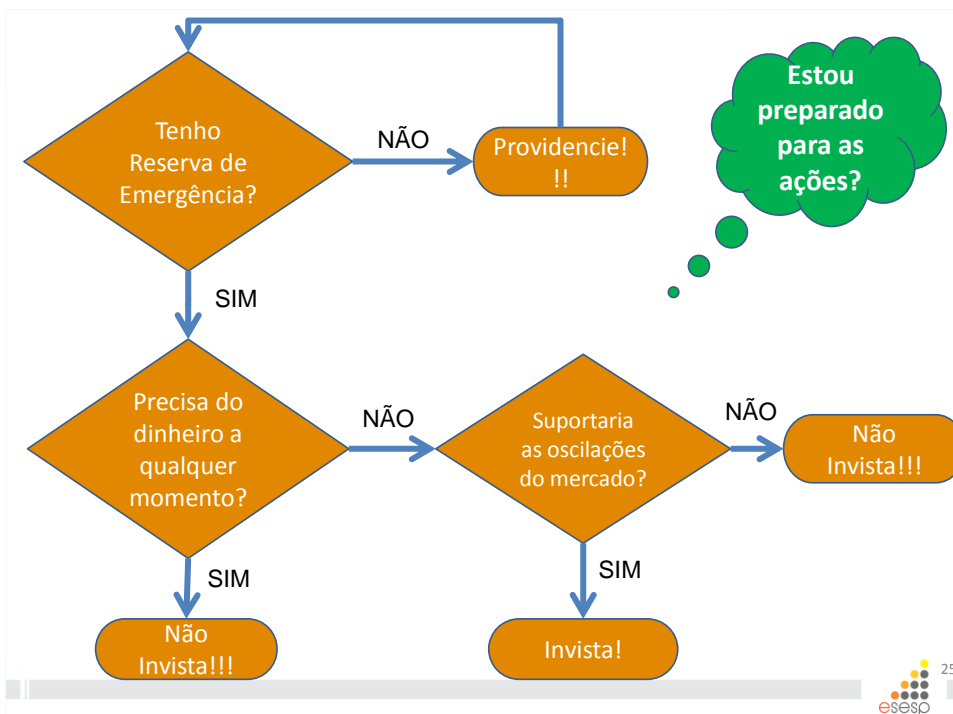 Estou
preparado
para as
ações?
Tenho
Reserva de
Emergência?
NÃO
Providencie!
!!
SIM
Precisa do
dinheiro a
qualquer
momento?
NÃO
Suportaria
as oscilações
do mercado?
NÃO
Não
Invista!!!
SIM
Não
Invista!!!
SIM
Invista!
25
esesp